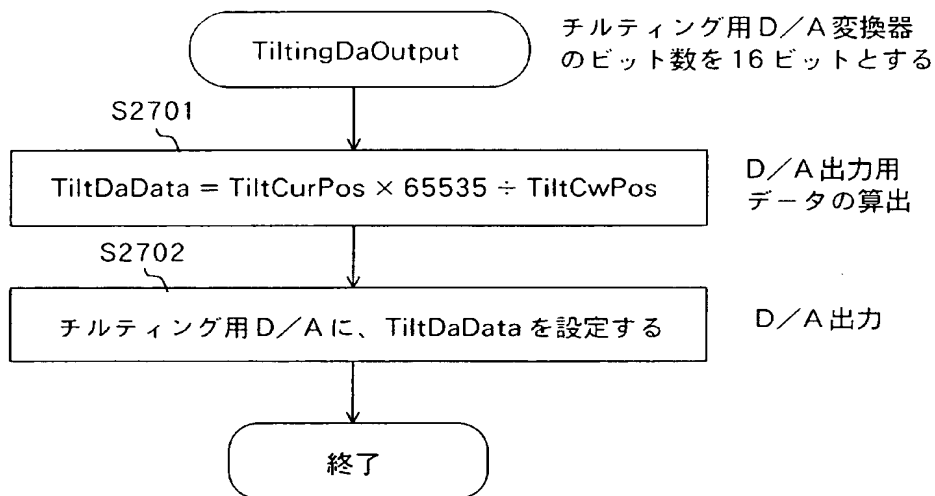 TiltingDaOutput
チルティング用D／A変換器
のビット数を16ビットとする
S2701
TiltDaData = TiltCurPos × 65535 ÷ TiltCwPos
D／A出力用
データの算出
S2702
チルティング用D／Aに、TiltDaDataを設定する
D／A出力
終了